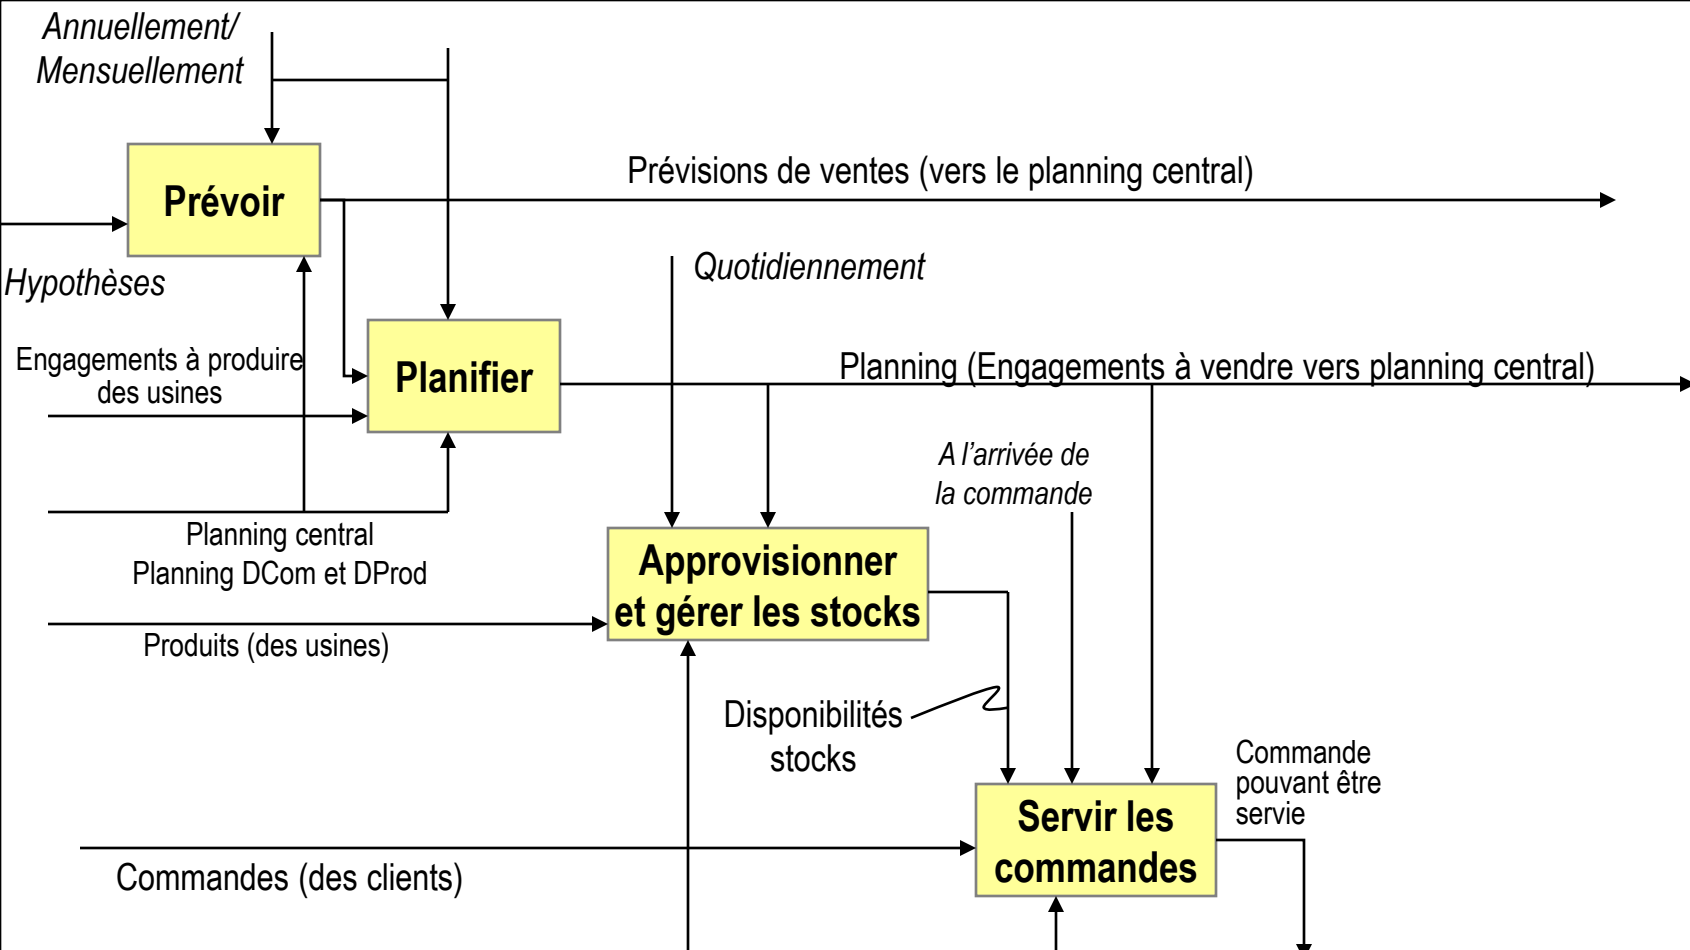 Annuellement/
Mensuellement
Prévisions de ventes (vers le planning central)
Prévoir
Quotidiennement
Hypothèses
Engagements à produire
des usines
Planifier
Planning (Engagements à vendre vers planning central)
A l’arrivée de
la commande
Planning central
Planning DCom et DProd
Approvisionner
et gérer les stocks
Produits (des usines)
Disponibilités
stocks
Commande
pouvant être
servie
Servir les
commandes
Commandes (des clients)